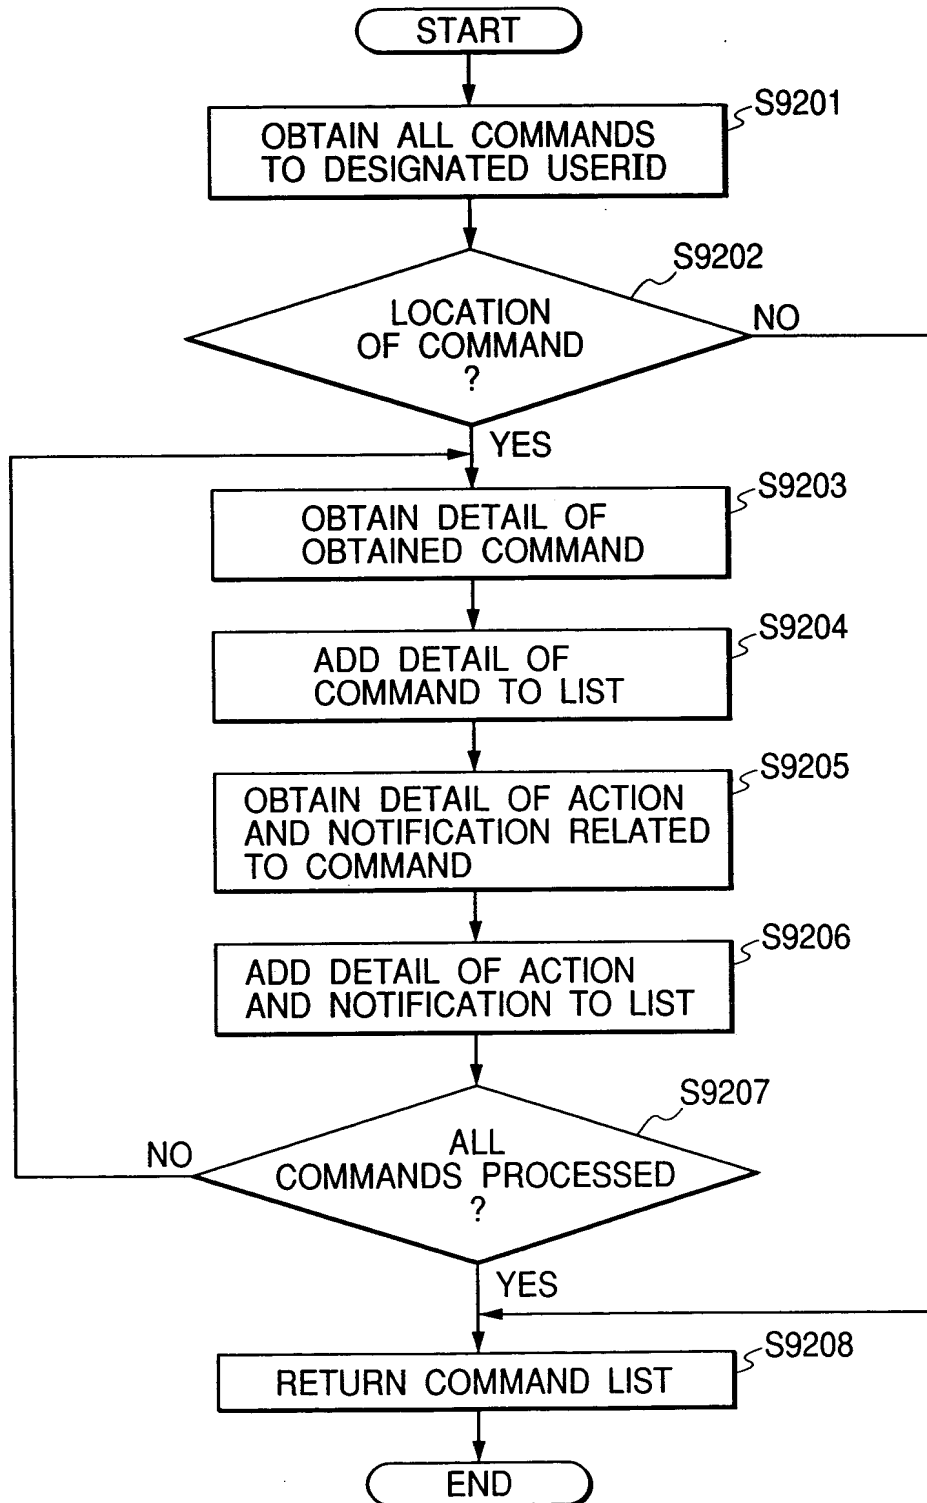 START
S9201
OBTAIN ALL COMMANDS
TO DESIGNATED USERID
S9202
LOCATION
OF COMMAND
?
NO
YES
S9203
OBTAIN DETAIL OF
OBTAINED COMMAND
S9204
ADD DETAIL OF
COMMAND TO LIST
S9205
OBTAIN DETAIL OF ACTION
AND NOTIFICATION RELATED
TO COMMAND
S9206
ADD DETAIL OF ACTION
AND NOTIFICATION TO LIST
S9207
ALL
COMMANDS PROCESSED
?
NO
YES
S9208
RETURN COMMAND LIST
END